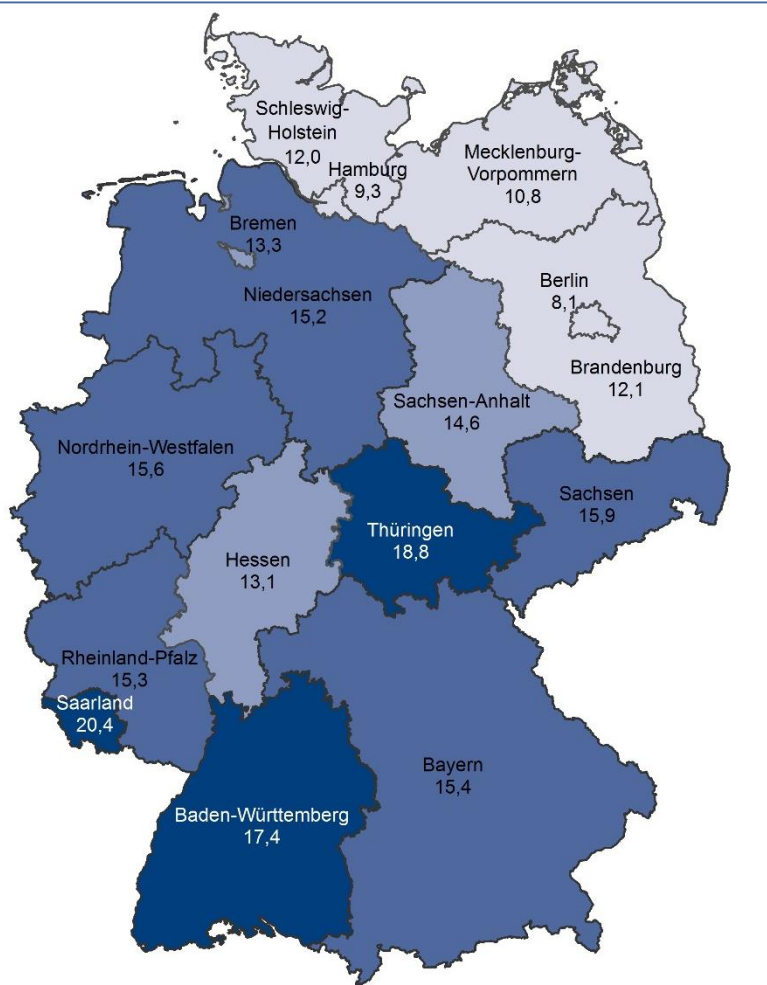 Schleswig-
Holstein
12,0
Hamburg
9,3
Mecklenburg-
Vorpommern
10,8
Bremen
13,3
Niedersachsen
15,2
Berlin
8,1
Brandenburg
12,1
Sachsen-Anhalt
14,6
Nordrhein-Westfalen
15,6
Sachsen
15,9
Thüringen
18,8
Hessen
13,1
Rheinland-Pfalz
15,3
Saarland
20,4
Bayern
15,4
Baden-Württemberg
17,4